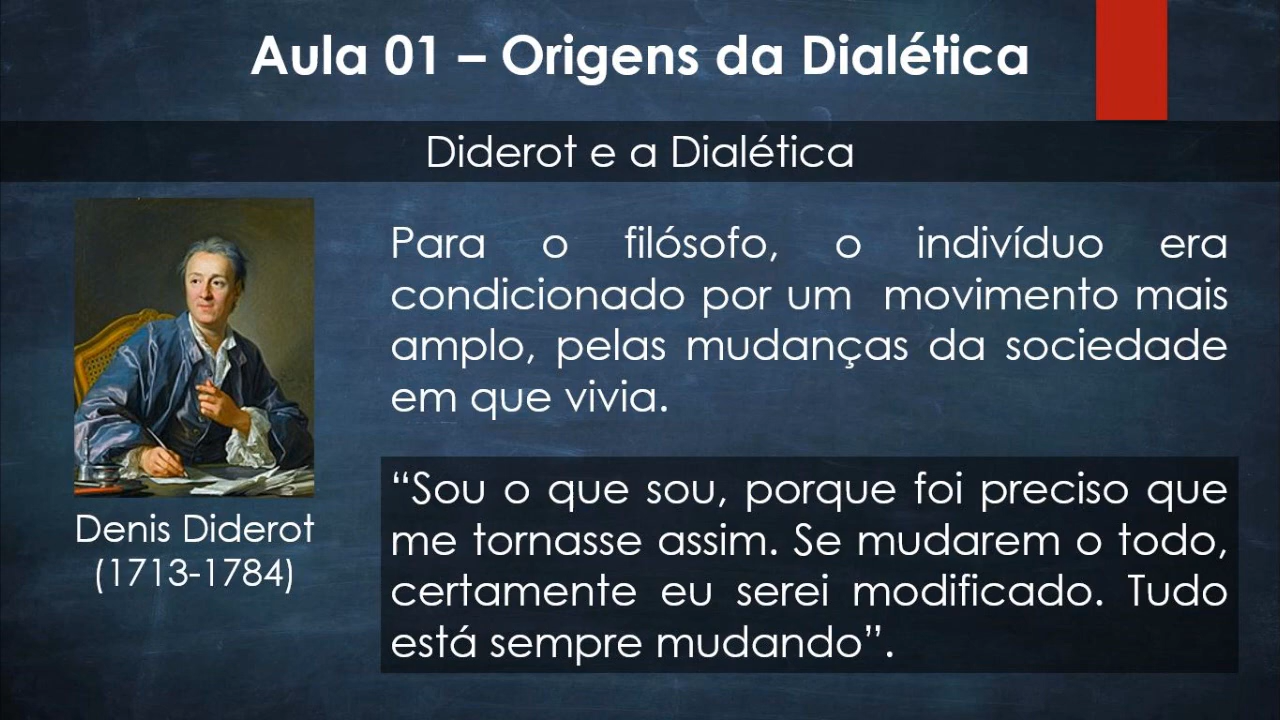 Aula 01 – Origens da Dialética
Diderot e a Dialética
Para o filósofo, o indivíduo era
condicionado por um movimento mais
amplo, pelas mudanças da sociedade
em que vivia.
“Sou o que sou, porque foi preciso que
me tornasse assim. Se mudarem o todo,
certamente eu serei modificado. Tudo
está sempre mudando”.
Denis Diderot
(1713-1784)